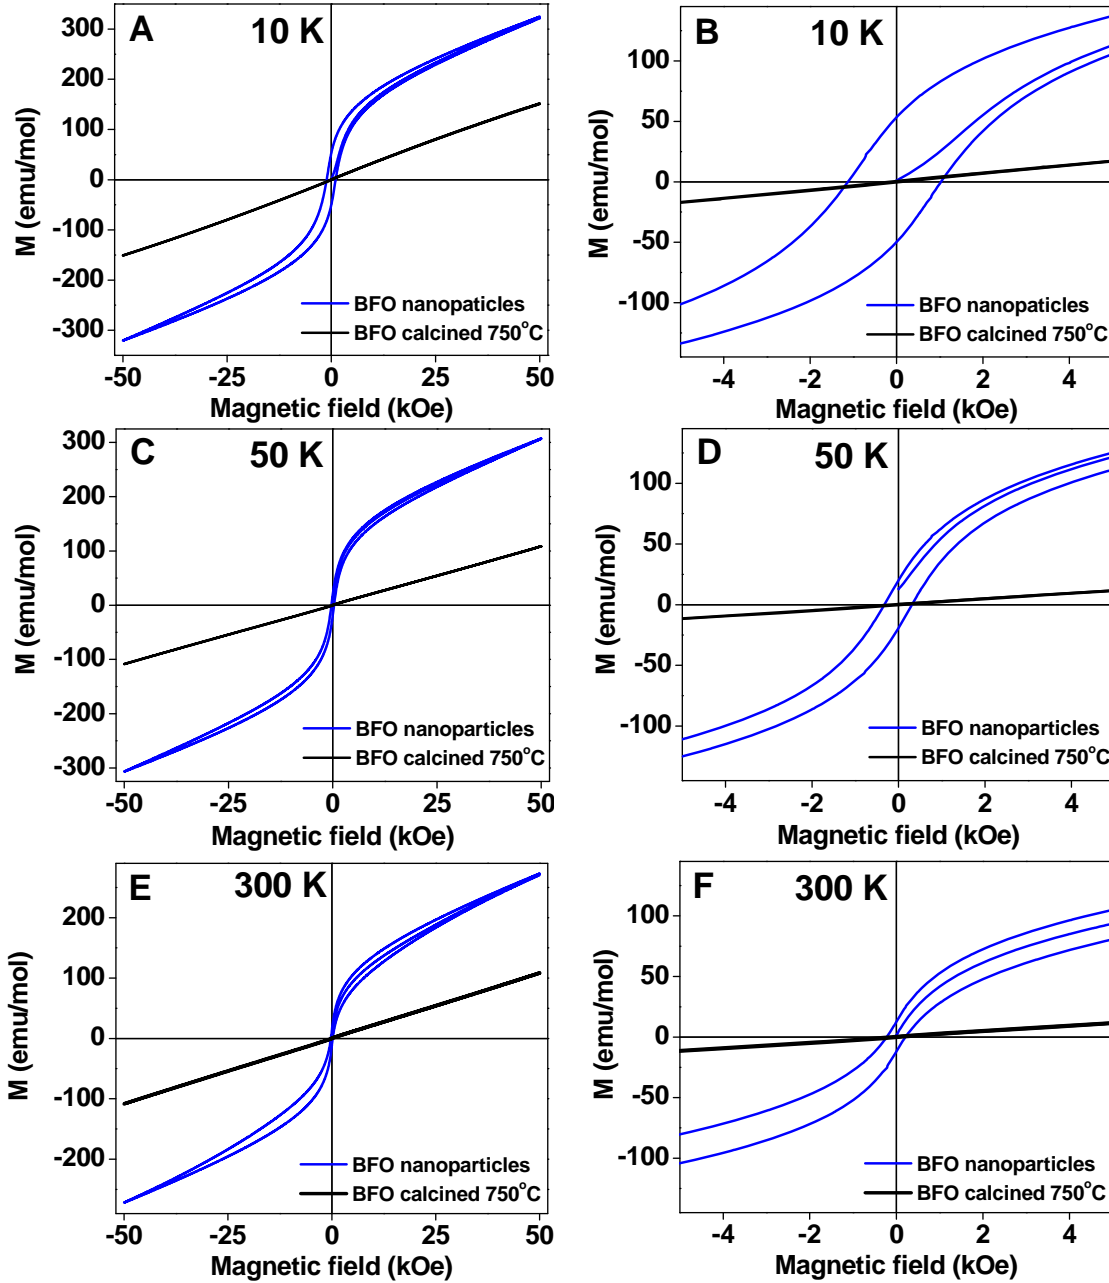 A
10 K
300
200
100
0
-100
-200
-300
M (emu/mol)
BFO nanopaticles
BFO calcined 750°C
-50
-25
0
25
50
Magnetic field (kOe)
B
10 K
100
50
0
-50
-100
M (emu/mol)
BFO nanopaticles
BFO calcined 750°C
-4
-2
0
2
4
Magnetic field (kOe)
C
50 K
300
200
100
0
-100
-200
-300
M (emu/mol)
BFO nanoparticles
BFO calcined 750°C
-50
-25
0
25
50
Magnetic field (kOe)
D
50 K
100
50
0
-50
-100
M (emu/mol)
BFO nanoparticles
BFO calcined 750°C
-4
-2
0
2
4
Magnetic field (kOe)
E
300 K
200
100
0
-100
-200
M (emu/mol)
BFO nanoparticles
BFO calcined 750°C
-50
-25
0
25
50
Magnetic field (kOe)
F
300 K
100
50
0
-50
-100
M (emu/mol)
BFO nanoparticles
BFO calcined 750°C
-4
-2
0
2
4
Magnetic field (kOe)